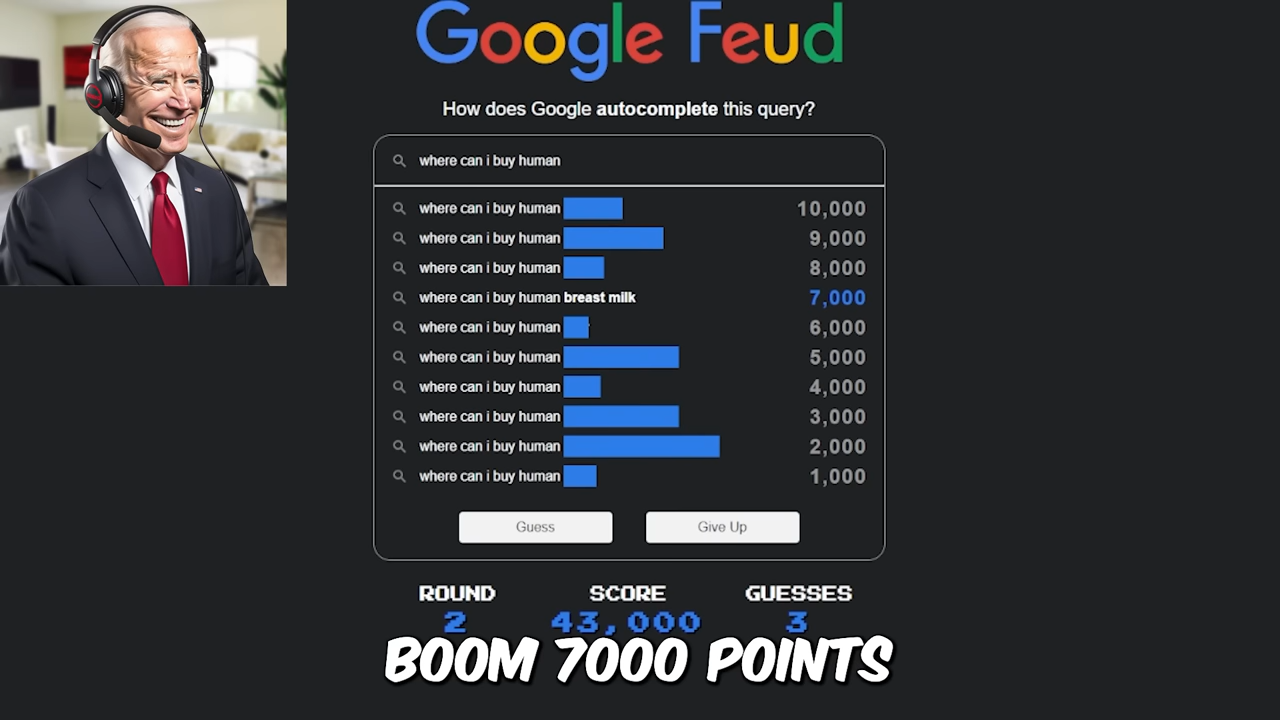 Google Feud
How does Google autocomplete this query?
where can i buy human
where can i buy human 10,000
where can i buy human 9,000
where can i buy human 8,000
where can i buy human breast milk 7,000
where can i buy human 6,000
where can i buy human 5,000
where can i buy human 4,000
where can i buy human 3,000
where can i buy human 2,000
where can i buy human 1,000
Guess Give Up
ROUND SCORE GUESSES
2 43,000 3
BOOM 7000 POINTS